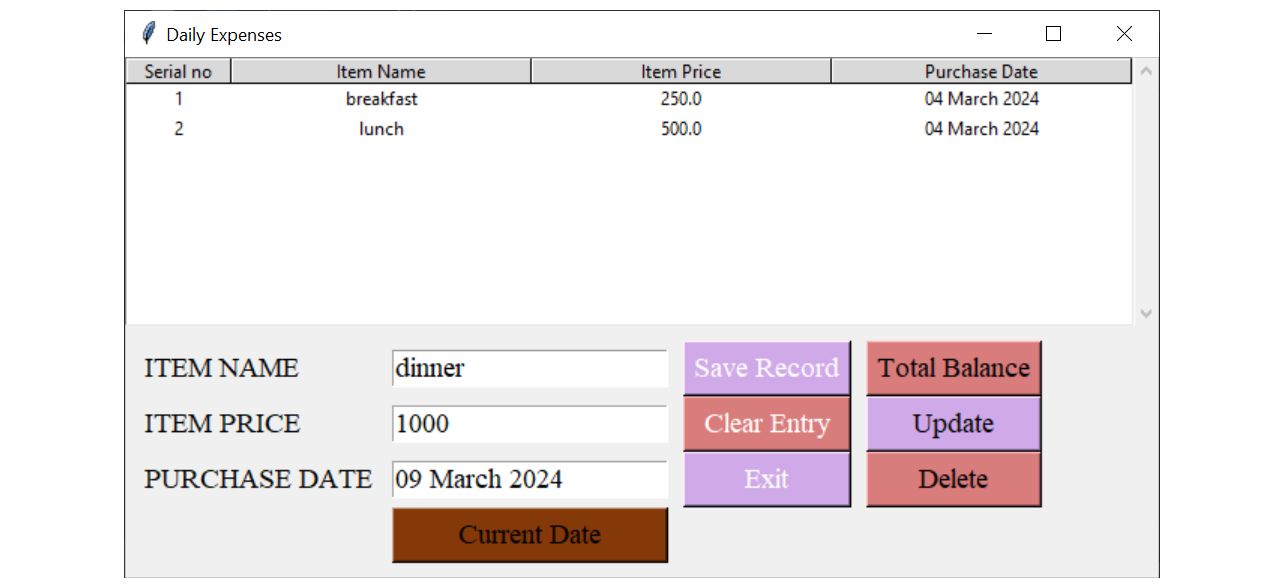 Daily Expenses
Serial no Item Name Item Price Purchase Date
1 breakfast 250.0 04 March 2024
2 lunch 500.0 04 March 2024
ITEM NAME dinner Save Record Total Balance
ITEM PRICE 1000 Clear Entry Update
PURCHASE DATE 09 March 2024 Exit Delete
Current Date